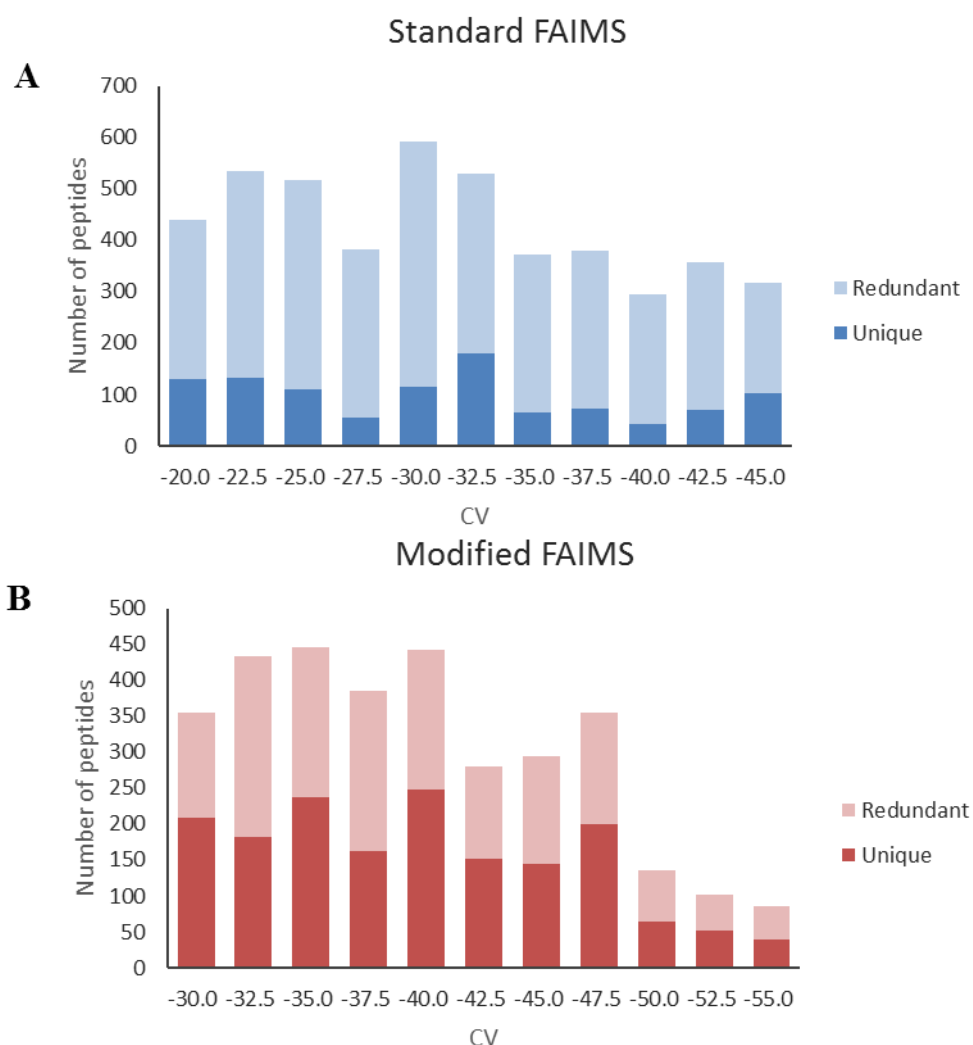 Standard FAIMS
A
700
600
500
400
300
200
100
0
Number of peptides
Redundant
Unique
-20.0 -22.5 -25.0 -27.5 -30.0 -32.5 -35.0 -37.5 -40.0 -42.5 -45.0
CV
Modified FAIMS
B
500
450
400
350
300
250
200
150
100
50
0
Number of peptides
Redundant
Unique
-30.0 -32.5 -35.0 -37.5 -40.0 -42.5 -45.0 -47.5 -50.0 -52.5 -55.0
CV